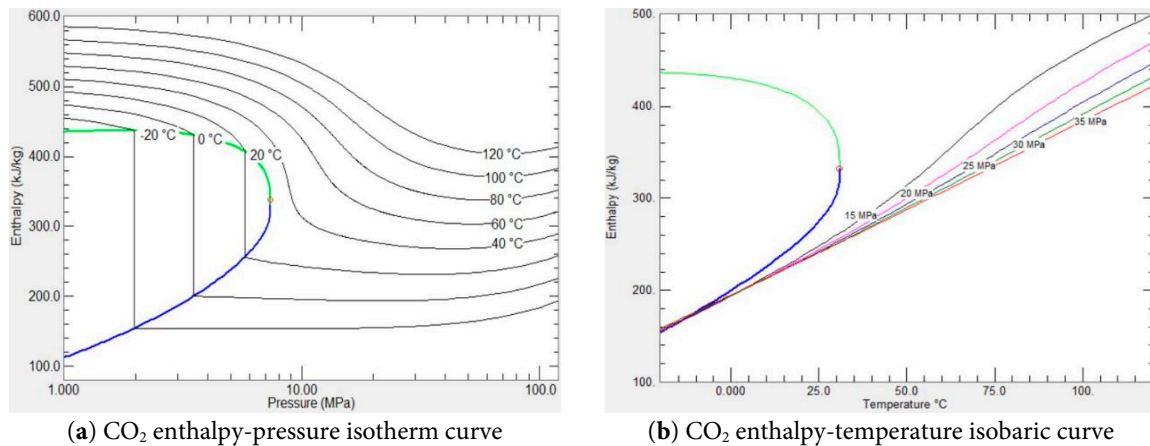 600.0
500.0
400.0
300.0
200.0
100.0
Enthalpy (kJ/kg)
-20 °C
0 °C
20 °C
120 °C
100 °C
80 °C
60 °C
40 °C
1.000
10.00
100.0
Pressure (MPa)
(a) CO₂ enthalpy-pressure isotherm curve
500.
400.
300.
200.
100.
Enthalpy (kJ/kg)
15 MPa
20 MPa
25 MPa
30 MPa
35 MPa
0.000
25.0
50.0
75.0
100.
Temperature °C
(b) CO₂ enthalpy-temperature isobaric curve